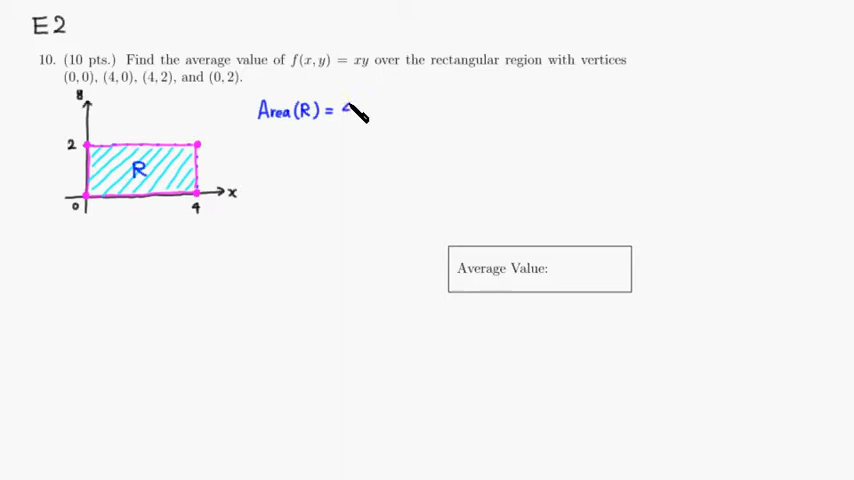 E2
10. (10 pts.) Find the average value of f(x, y) = xy over the rectangular region with vertices
(0, 0), (4, 0), (4, 2), and (0, 2).
y
Area(R) =
2
R
x
0
4
Average Value: